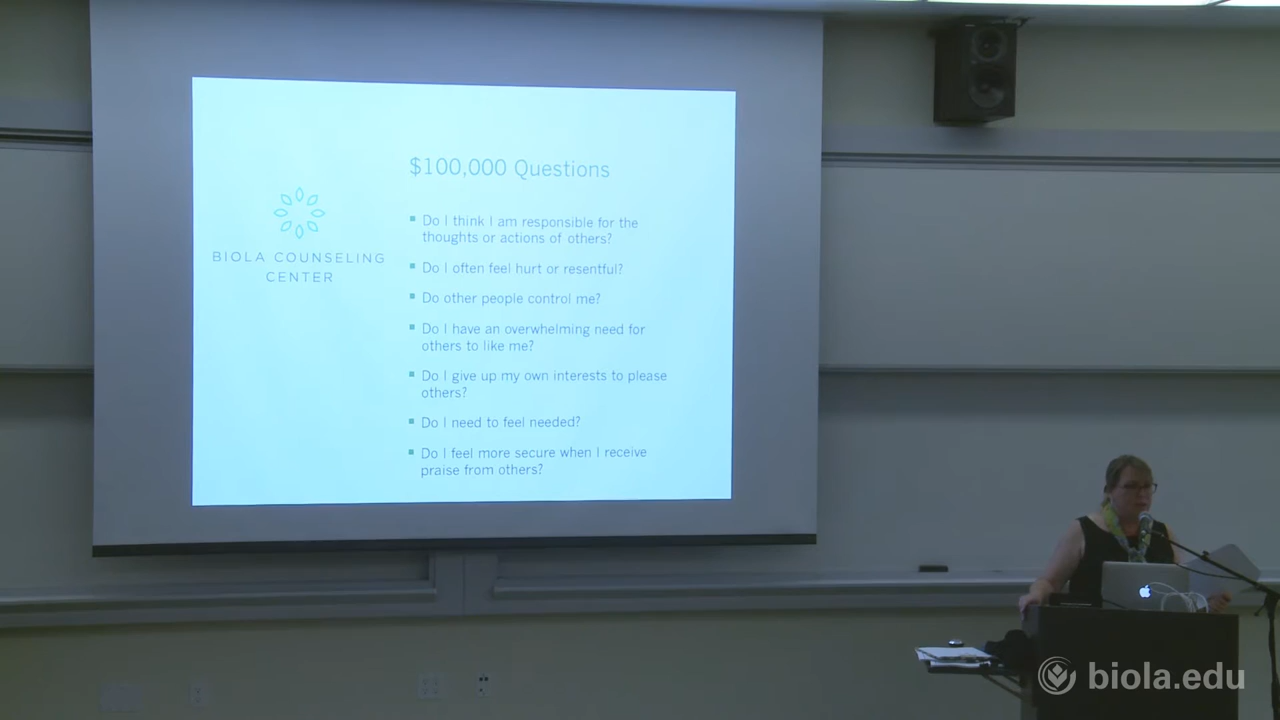 $100,000 Questions
BIOLA COUNSELING
CENTER
Do I think I am responsible for the
thoughts or actions of others?
Do I often feel hurt or resentful?
Do other people control me?
Do I have an overwhelming need for
others to like me?
Do I give up my own interests to please
others?
Do I need to feel needed?
Do I feel more secure when I receive
praise from others?
biola.edu